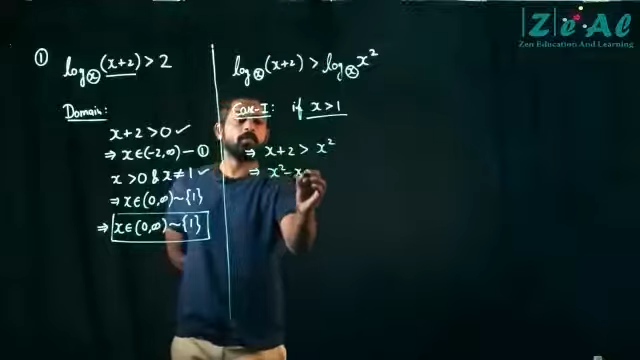 ZeAl
Zen Education And Learning
① log_x (x+2) > 2
Domain:
x+2 > 0 ✓
⇒ x ∈ (-2, ∞) — ①
x > 0 & x ≠ 1 ✓
⇒ x ∈ (0, ∞) ~ {1}
⇒ x ∈ (0, ∞) ~ {1}
log_x (x+2) > log_x x²
Case-I: if x > 1
⇒ x+2 > x²
⇒ x² - x